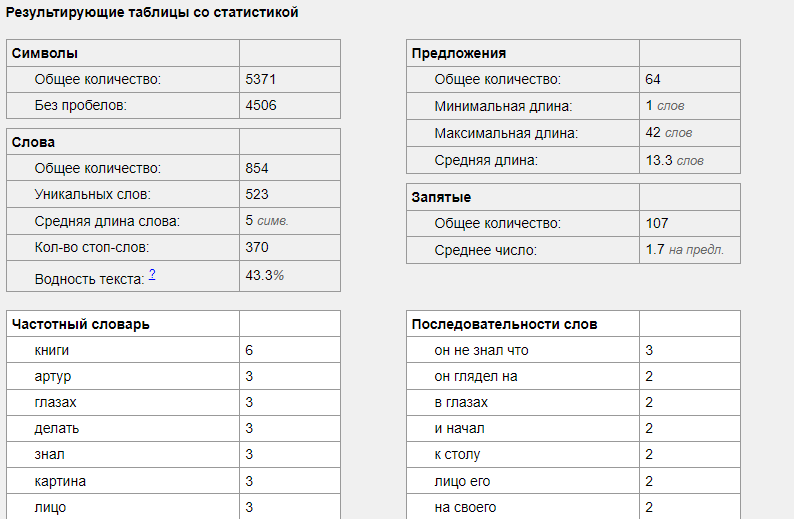 Результирующие таблицы со статистикой
Символы
Общее количество: 5371
Без пробелов: 4506
Слова
Общее количество: 854
Уникальных слов: 523
Средняя длина слова: 5 симв.
Кол-во стоп-слов: 370
Водность текста: ? 43.3%
Предложения
Общее количество: 64
Минимальная длина: 1 слов
Максимальная длина: 42 слов
Средняя длина: 13.3 слов
Запятые
Общее количество: 107
Среднее число: 1.7 на предл.
Частотный словарь
книги 6
артур 3
глазах 3
делать 3
знал 3
картина 3
лицо 3
Последовательности слов
он не знал что 3
он глядел на 2
в глазах 2
и начал 2
к столу 2
лицо его 2
на своего 2